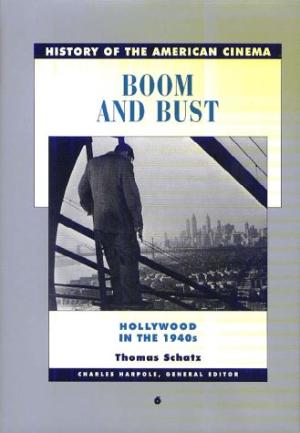 HISTORY OF THE AMERICAN CINEMA
BOOM
AND BUST
HOLLYWOOD
IN THE 1940s
Thomas Schatz
CHARLES HARPOLE, GENERAL EDITOR
6